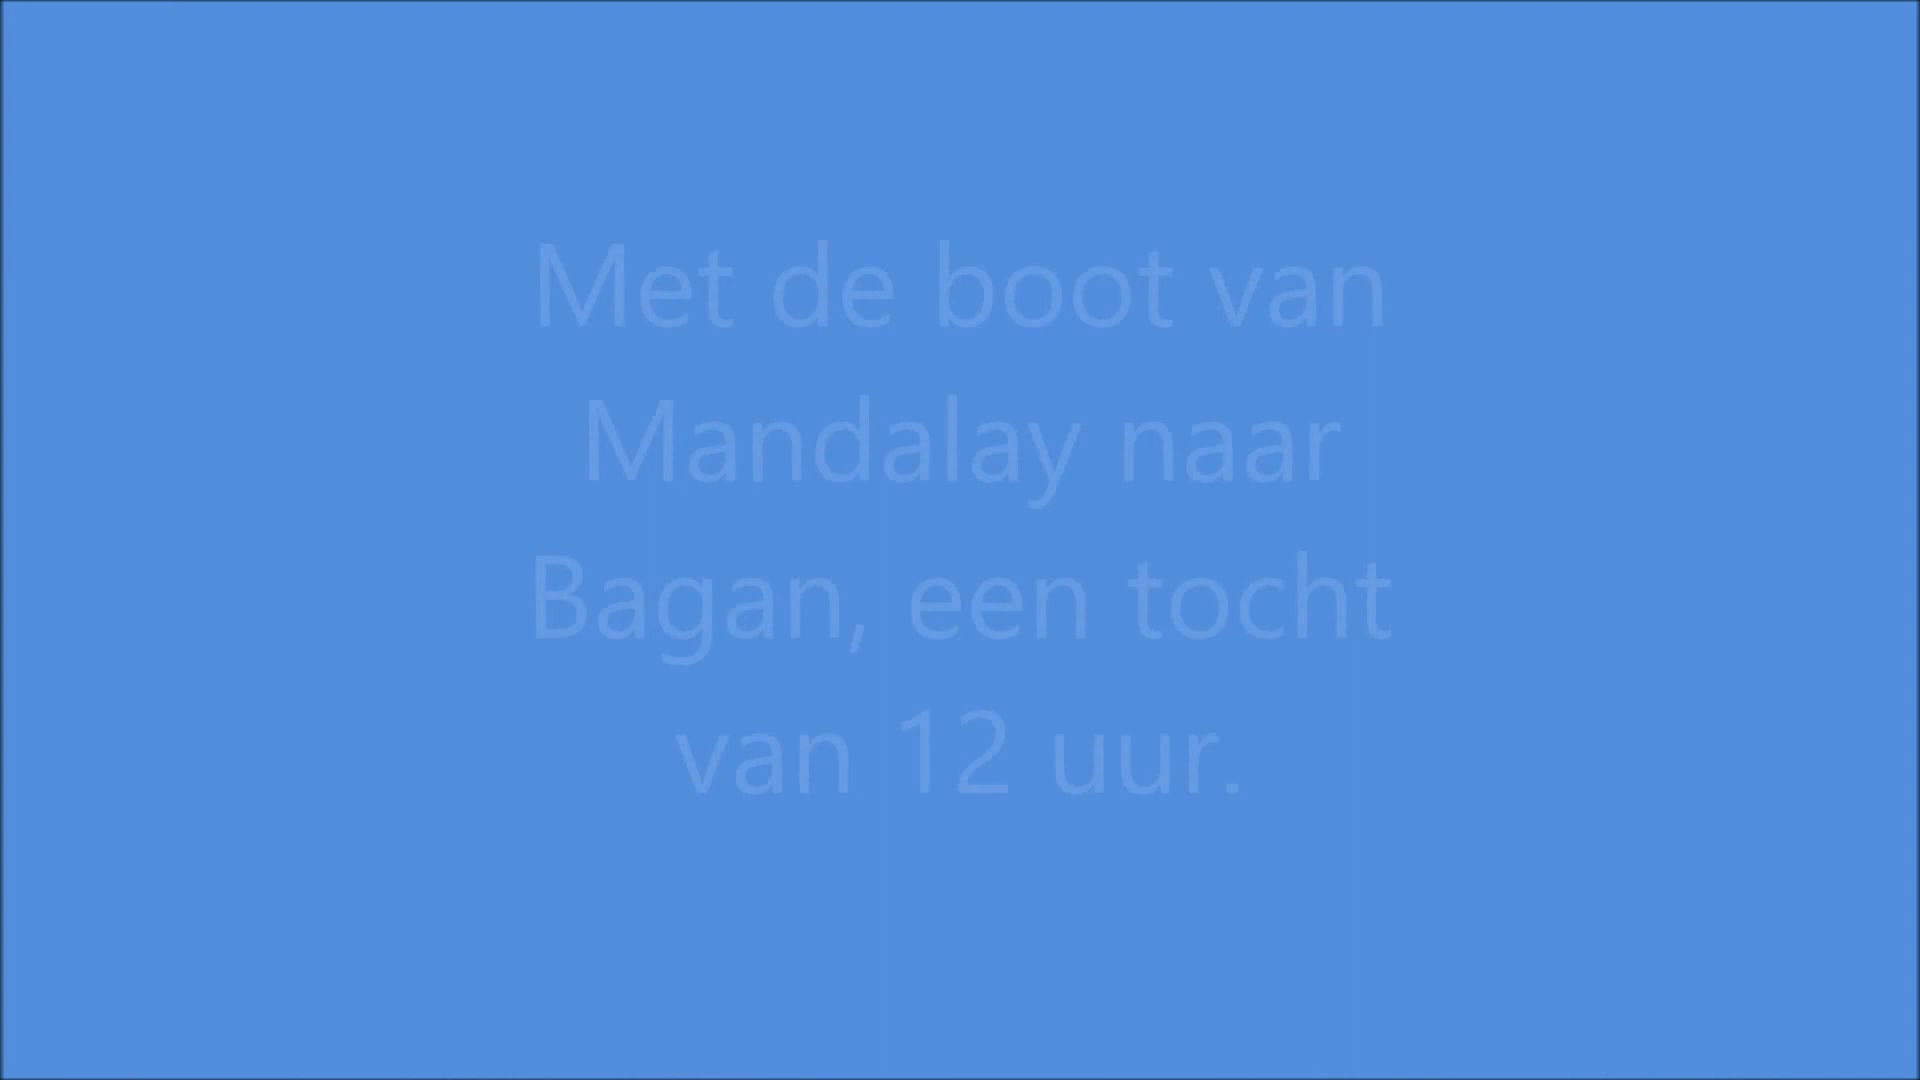 Met de boot van
Mandalay naar
Bagan, een tocht
van 12 uur.